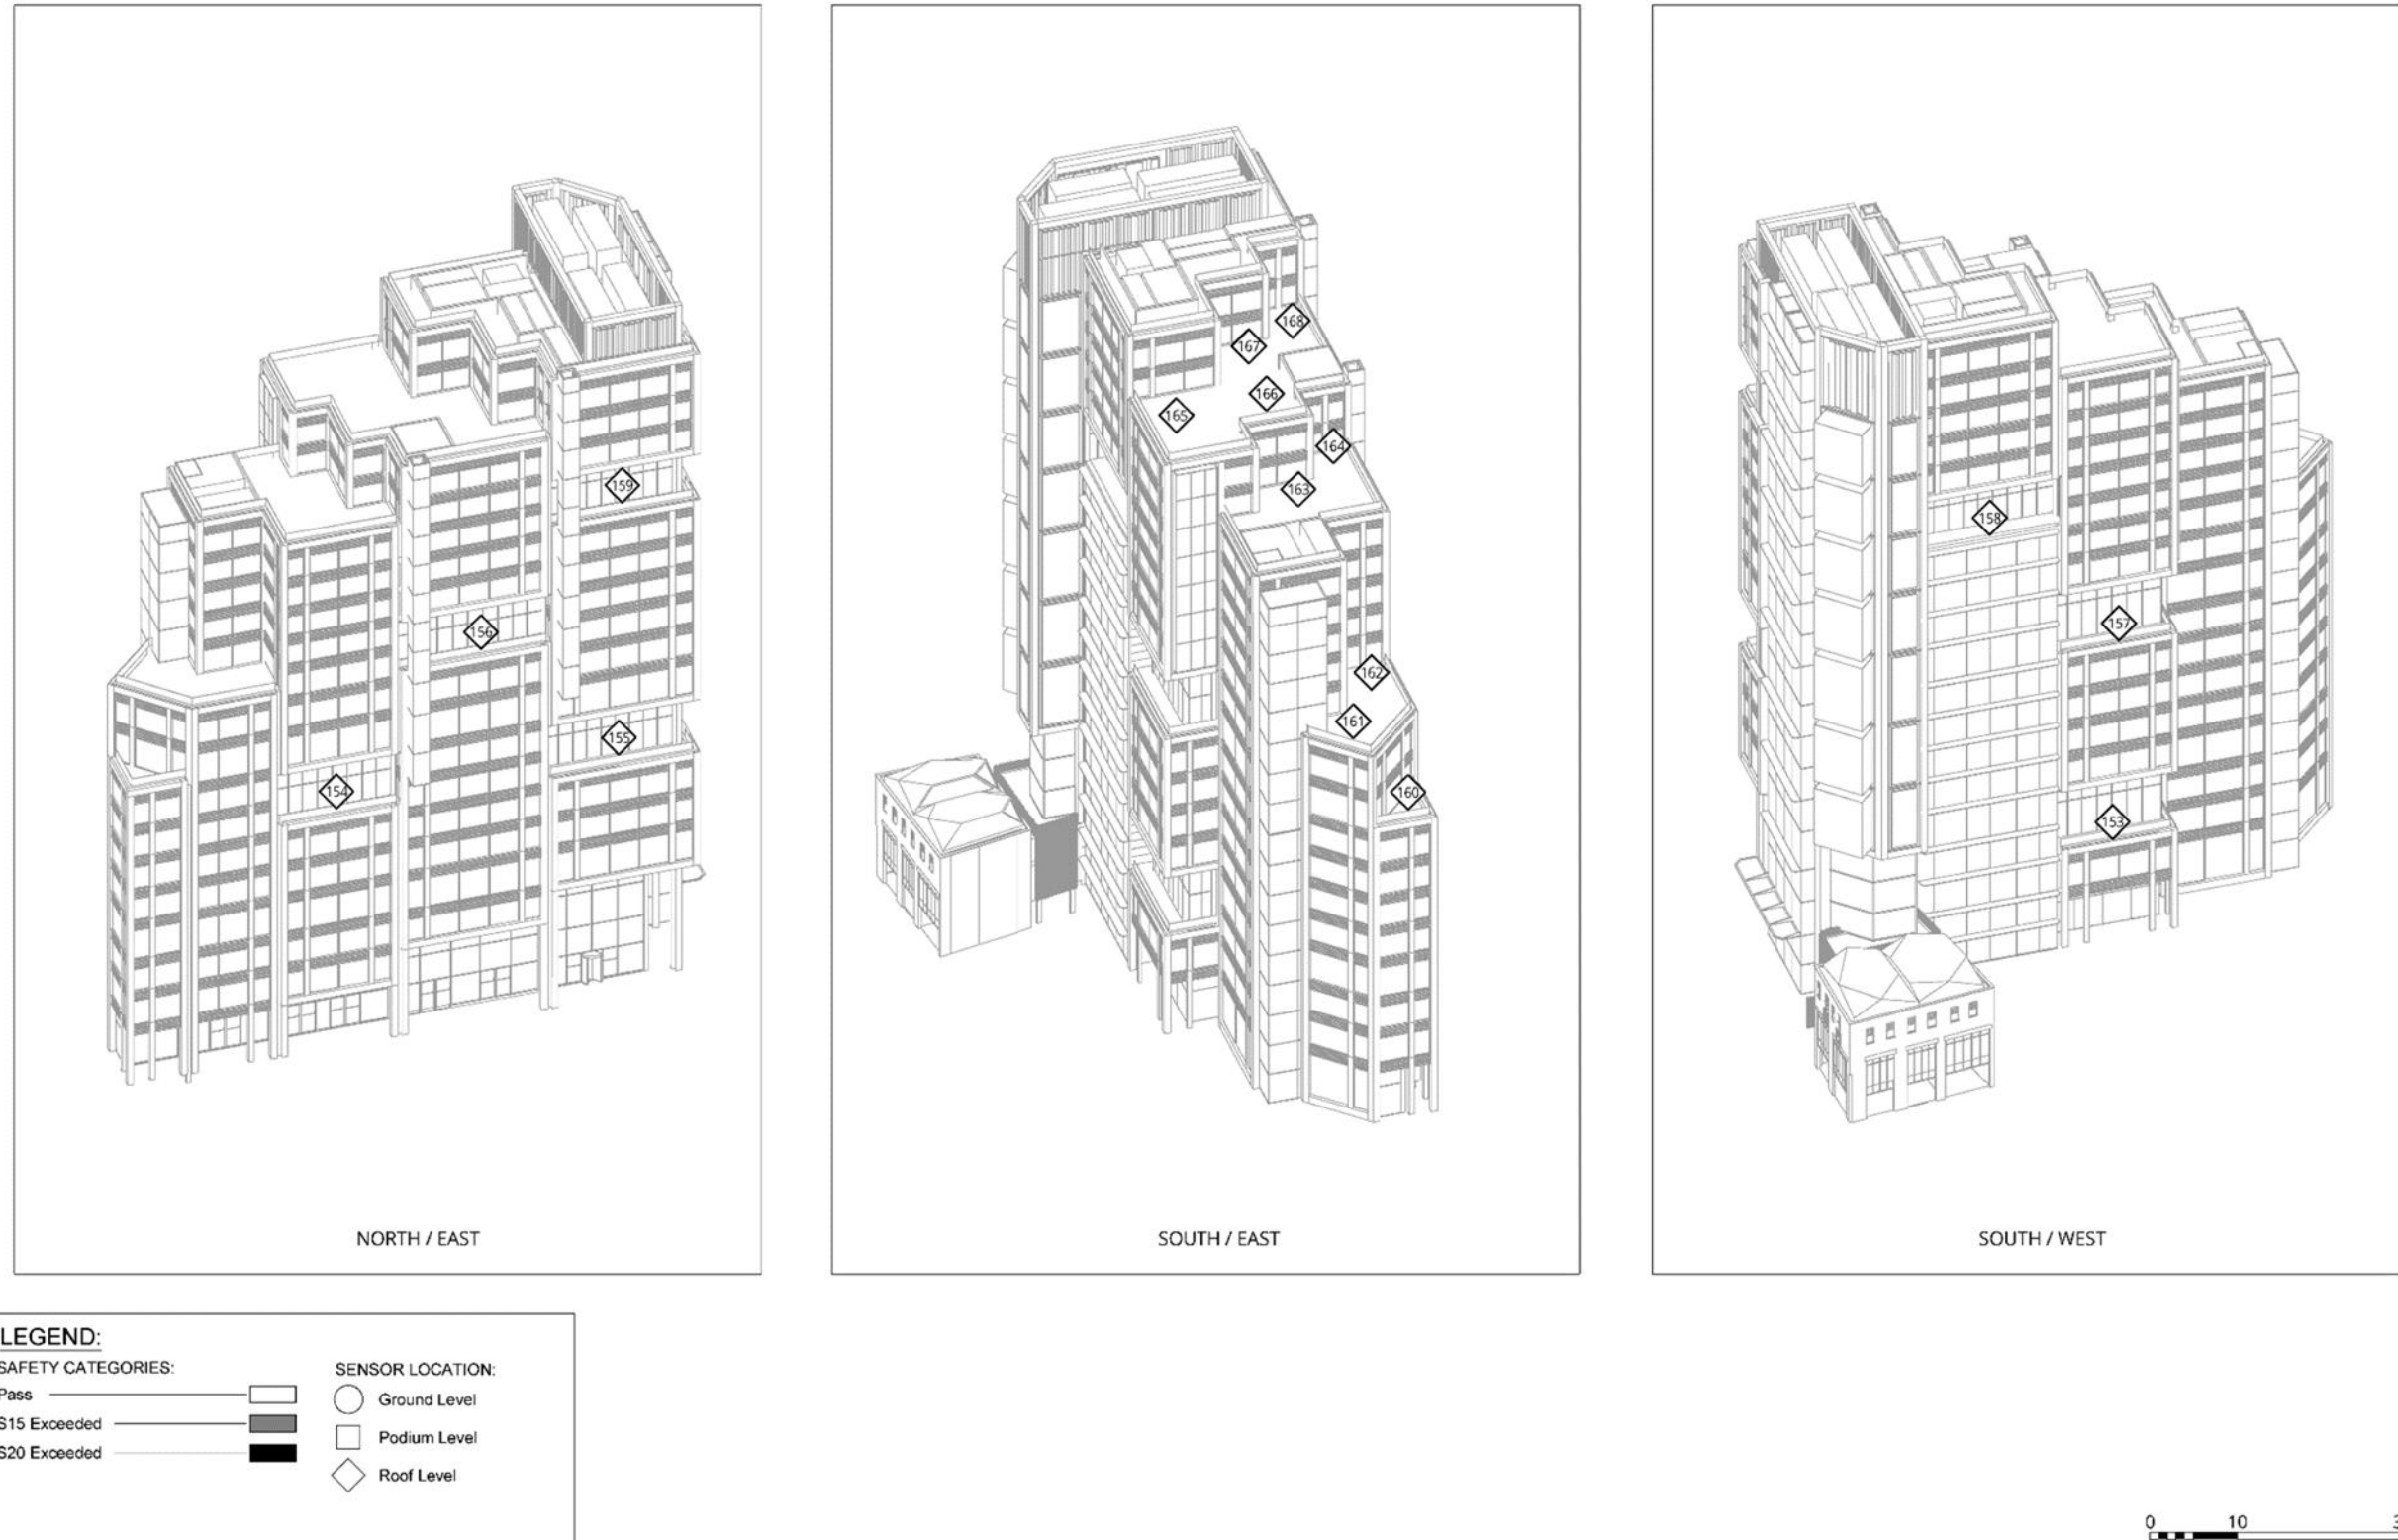 159
156
155
154
NORTH / EAST
168
167
166
165
164
163
162
161
160
SOUTH / EAST
158
157
153
SOUTH / WEST
LEGEND:
SAFETY CATEGORIES:
Pass
S15 Exceeded
S20 Exceeded
SENSOR LOCATION:
Ground Level
Podium Level
Roof Level
0 10